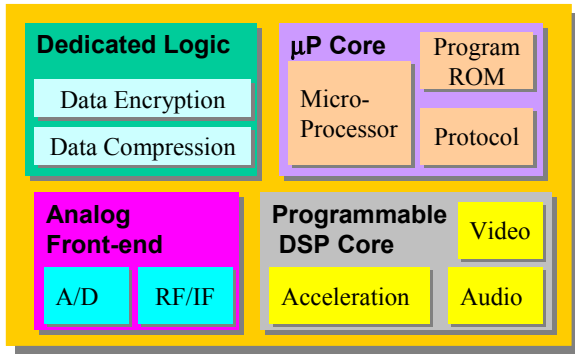 Dedicated Logic
Data Encryption
Data Compression
μP Core
Micro-
Processor
Program
ROM
Protocol
Analog
Front-end
A/D
RF/IF
Programmable
DSP Core
Video
Acceleration
Audio